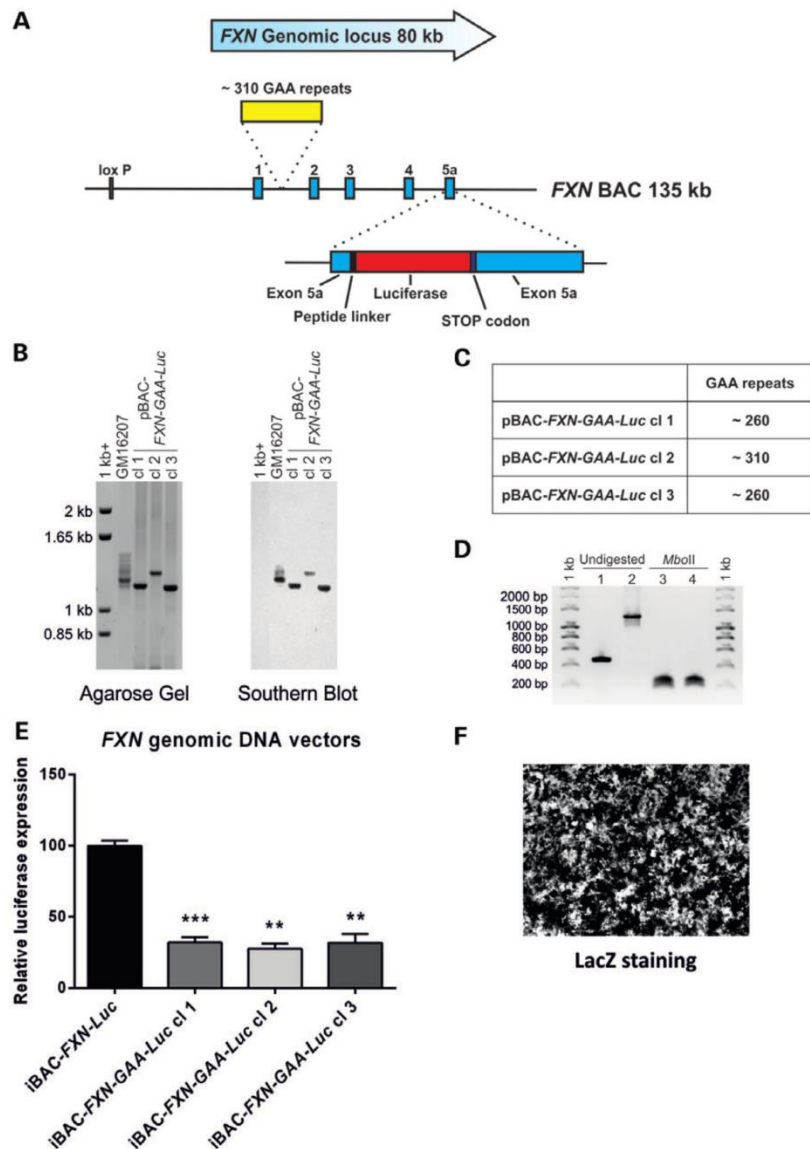 A
FXN Genomic locus 80 kb
~ 310 GAA repeats
lox P
1
2
3
4
5a
FXN BAC 135 kb
Exon 5a
Peptide linker
Luciferase
STOP codon
Exon 5a
B
1 kb+
GM16207
pBAC-
FXN-GAA-Luc
cl 1
cl 2
cl 3
2 kb
1.65 kb
1 kb
0.85 kb
Agarose Gel
1 kb+
GM16207
pBAC-
FXN-GAA-Luc
cl 1
cl 2
cl 3
Southern Blot
C
GAA repeats
pBAC-FXN-GAA-Luc cl 1 ~ 260
pBAC-FXN-GAA-Luc cl 2 ~ 310
pBAC-FXN-GAA-Luc cl 3 ~ 260
D
1 kb
Undigested
MboII
1 kb
1 2 3 4
2000 bp
1500 bp
1000 bp
800 bp
600 bp
400 bp
200 bp
E
FXN genomic DNA vectors
Relative luciferase expression
150
100
50
0
***
**
**
iBAC-FXN-Luc
iBAC-FXN-GAA-Luc cl 1
iBAC-FXN-GAA-Luc cl 2
iBAC-FXN-GAA-Luc cl 3
F
LacZ staining